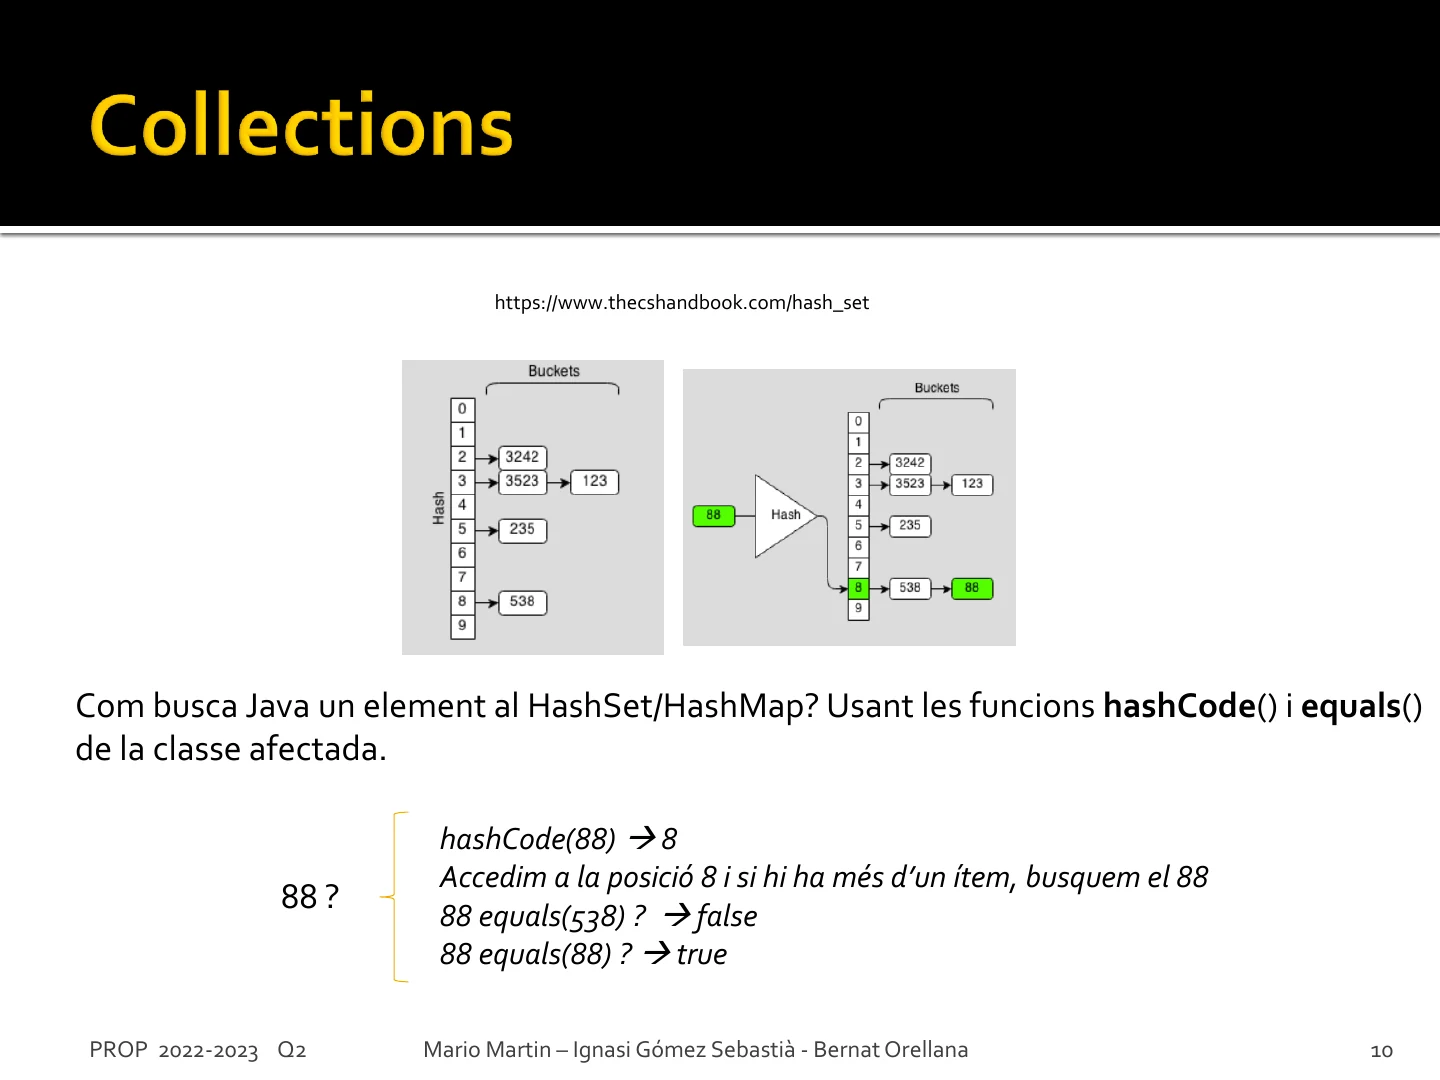 Collections
https://www.thecshandbook.com/hash_set
Buckets
Hash
0
1
2 3242
3 3523 123
4
5 235
6
7
8 538
9
Buckets
88 Hash
0
1
2 3242
3 3523 123
4
5 235
6
7
8 538 88
9
Com busca Java un element al HashSet/HashMap? Usant les funcions hashCode() i equals()
de la classe afectada.
88 ?
hashCode(88) → 8
Accedim a la posició 8 i si hi ha més d’un ítem, busquem el 88
88 equals(538) ? → false
88 equals(88) ? → true
PROP 2022-2023 Q2 Mario Martin – Ignasi Gómez Sebastià - Bernat Orellana 10